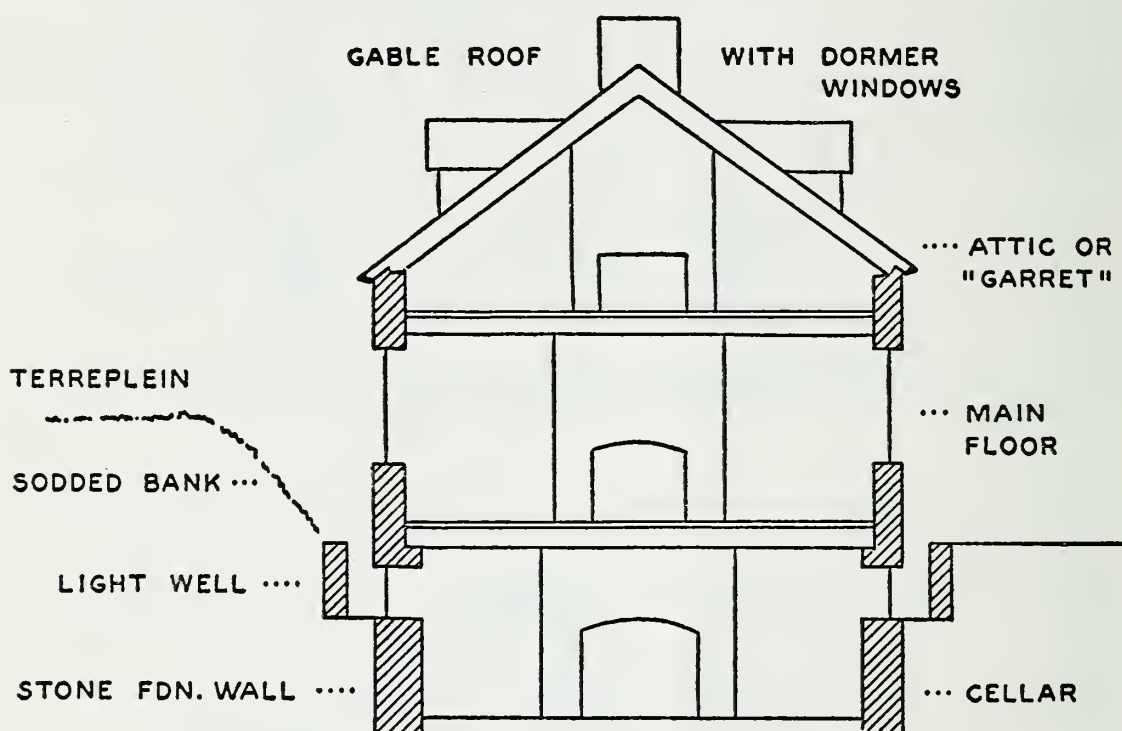 GABLE ROOF
WITH DORMER
WINDOWS
···· ATTIC OR
"GARRET"
TERREPLEIN
··· MAIN
FLOOR
SODDED BANK ···
LIGHT WELL ····
STONE FDN. WALL ····
··· CELLAR